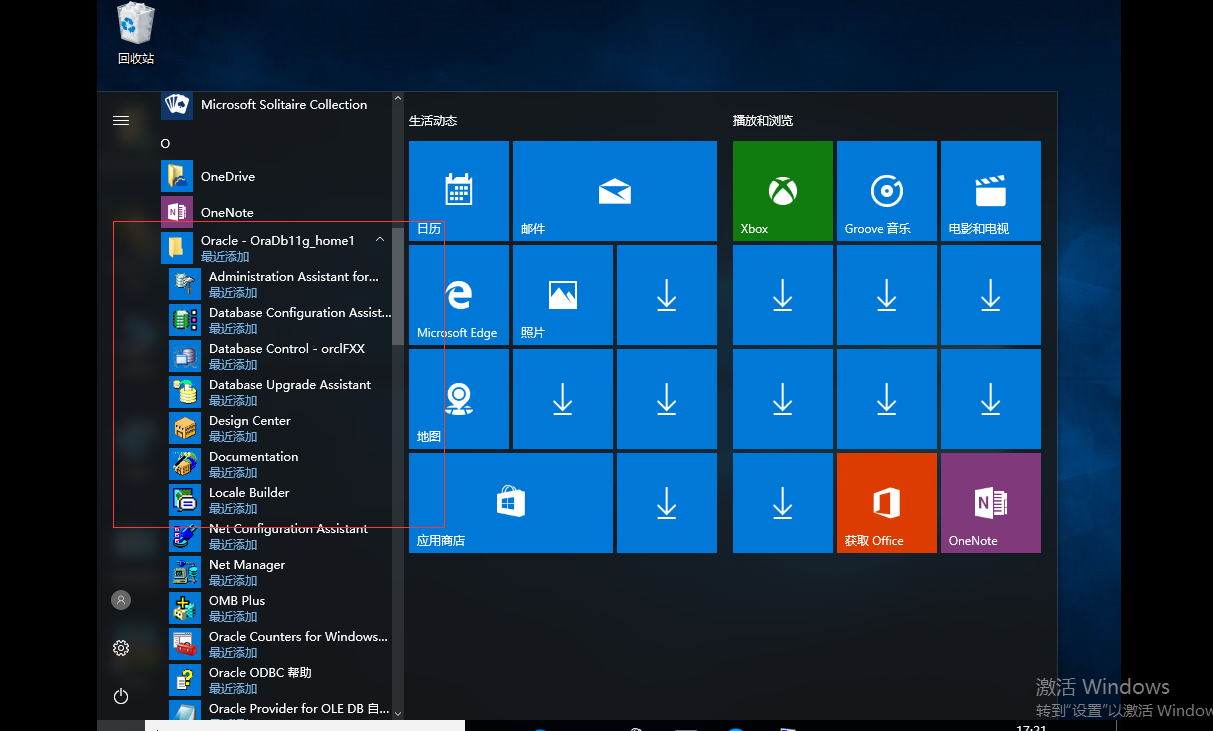 回收站
Microsoft Solitaire Collection
O
OneDrive
OneNote
Oracle - OraDb11g_home1
最近添加
Administration Assistant for...
最近添加
Database Configuration Assist...
最近添加
Database Control - orclFXX
最近添加
Database Upgrade Assistant
最近添加
Design Center
最近添加
Documentation
最近添加
Locale Builder
最近添加
Net Configuration Assistant
最近添加
Net Manager
最近添加
OMB Plus
最近添加
Oracle Counters for Windows...
最近添加
Oracle ODBC 帮助
最近添加
Oracle Provider for OLE DB 自...
生活动态
日历
邮件
Microsoft Edge
照片
地图
应用商店
播放和浏览
Xbox
Groove 音乐
电影和电视
获取 Office
OneNote
激活 Windows
转到“设置”以激活 Window
17:21